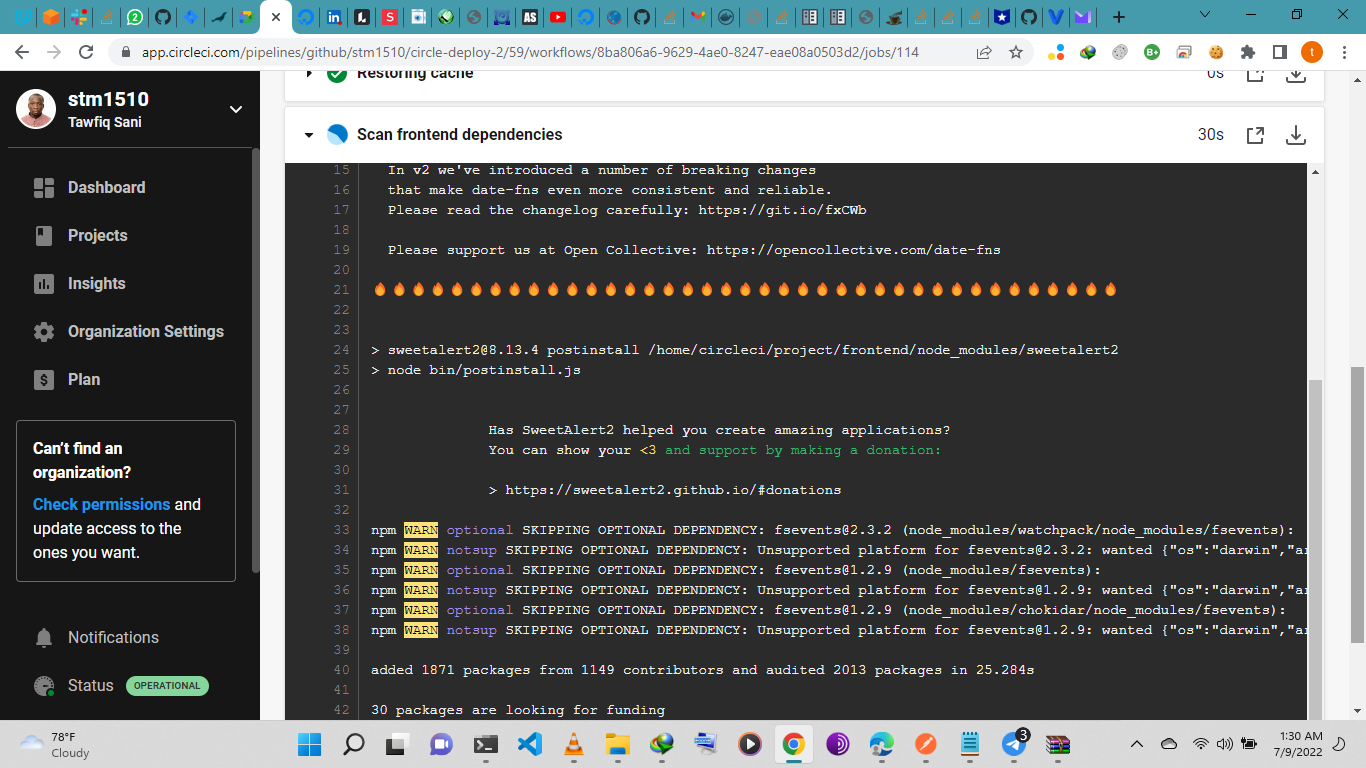 app.circleci.com/pipelines/github/stm1510/circle-deploy-2/59/workflows/8ba806a6-9629-4ae0-8247-eae08a0503d2/jobs/114
stm1510
Tawfiq Sani
Dashboard
Projects
Insights
Organization Settings
Plan
Can't find an
organization?
Check permissions and
update access to the
ones you want.
Notifications
Status OPERATIONAL
Restoring cache 0s
Scan frontend dependencies 30s
15 In v2 we've introduced a number of breaking changes
16 that make date-fns even more consistent and reliable.
17 Please read the changelog carefully: https://git.io/fxCWb
18
19 Please support us at Open Collective: https://opencollective.com/date-fns
20
21
22
23
24 > sweetalert2@8.13.4 postinstall /home/circleci/project/frontend/node_modules/sweetalert2
25 > node bin/postinstall.js
26
27
28 Has SweetAlert2 helped you create amazing applications?
29 You can show your <3 and support by making a donation:
30
31 > https://sweetalert2.github.io/#donations
32
33 npm WARN optional SKIPPING OPTIONAL DEPENDENCY: fsevents@2.3.2 (node_modules/watchpack/node_modules/fsevents):
34 npm WARN notsup SKIPPING OPTIONAL DEPENDENCY: Unsupported platform for fsevents@2.3.2: wanted {"os":"darwin","ar
35 npm WARN optional SKIPPING OPTIONAL DEPENDENCY: fsevents@1.2.9 (node_modules/fsevents):
36 npm WARN notsup SKIPPING OPTIONAL DEPENDENCY: Unsupported platform for fsevents@1.2.9: wanted {"os":"darwin","ar
37 npm WARN optional SKIPPING OPTIONAL DEPENDENCY: fsevents@1.2.9 (node_modules/chokidar/node_modules/fsevents):
38 npm WARN notsup SKIPPING OPTIONAL DEPENDENCY: Unsupported platform for fsevents@1.2.9: wanted {"os":"darwin","ar
39
40 added 1871 packages from 1149 contributors and audited 2013 packages in 25.284s
41
42 30 packages are looking for funding
78°F
Cloudy
3
1:30 AM
7/9/2022